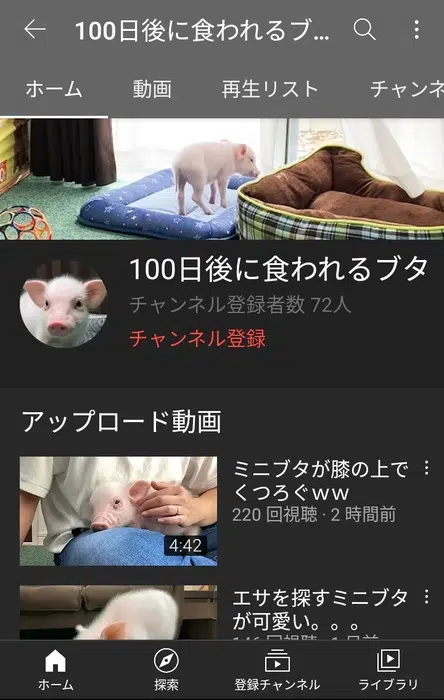 100日後に食われるブ...
ホーム
動画
再生リスト
チャンネ
100日後に食われるブタ
チャンネル登録者数 72人
チャンネル登録
アップロード動画
4:42
ミニブタが膝の上で
くつろぐｗｗ
220 回視聴・2 時間前
エサを探すミニブタ
が可愛い。。。
ホーム
探索
登録チャンネル
ライブラリ